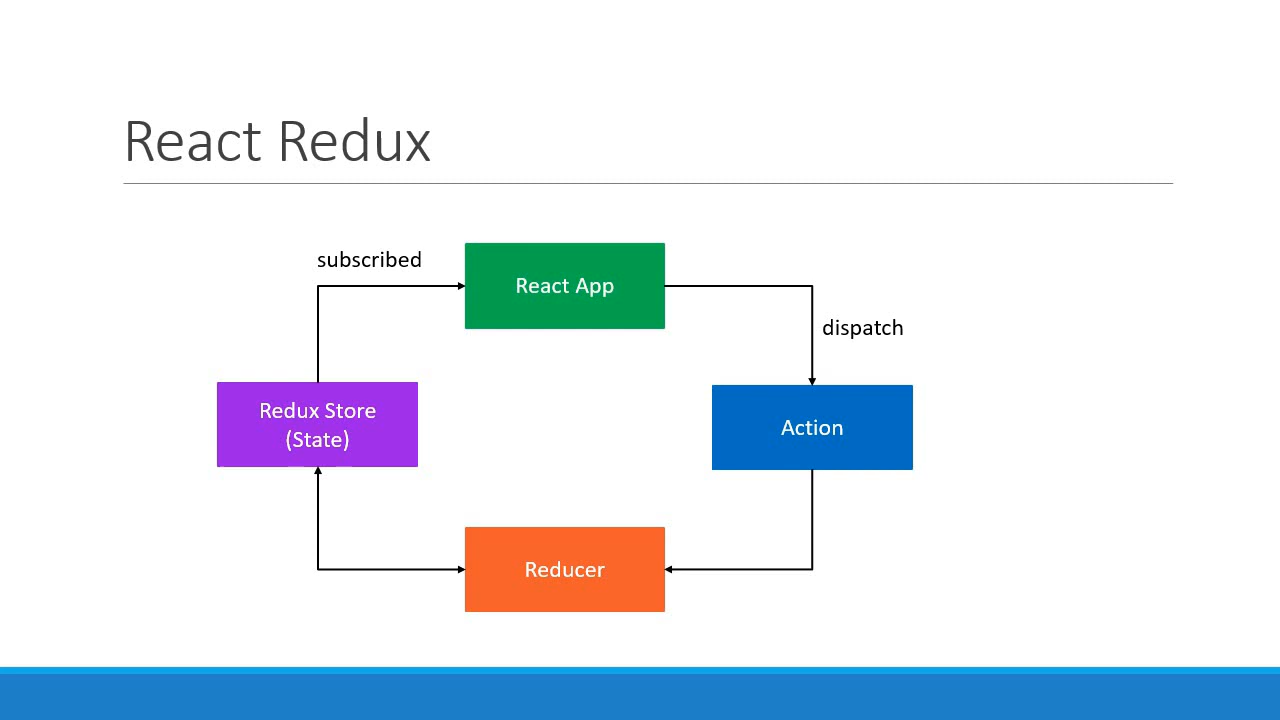 React Redux
subscribed
React App
dispatch
Redux Store
(State)
Action
Reducer